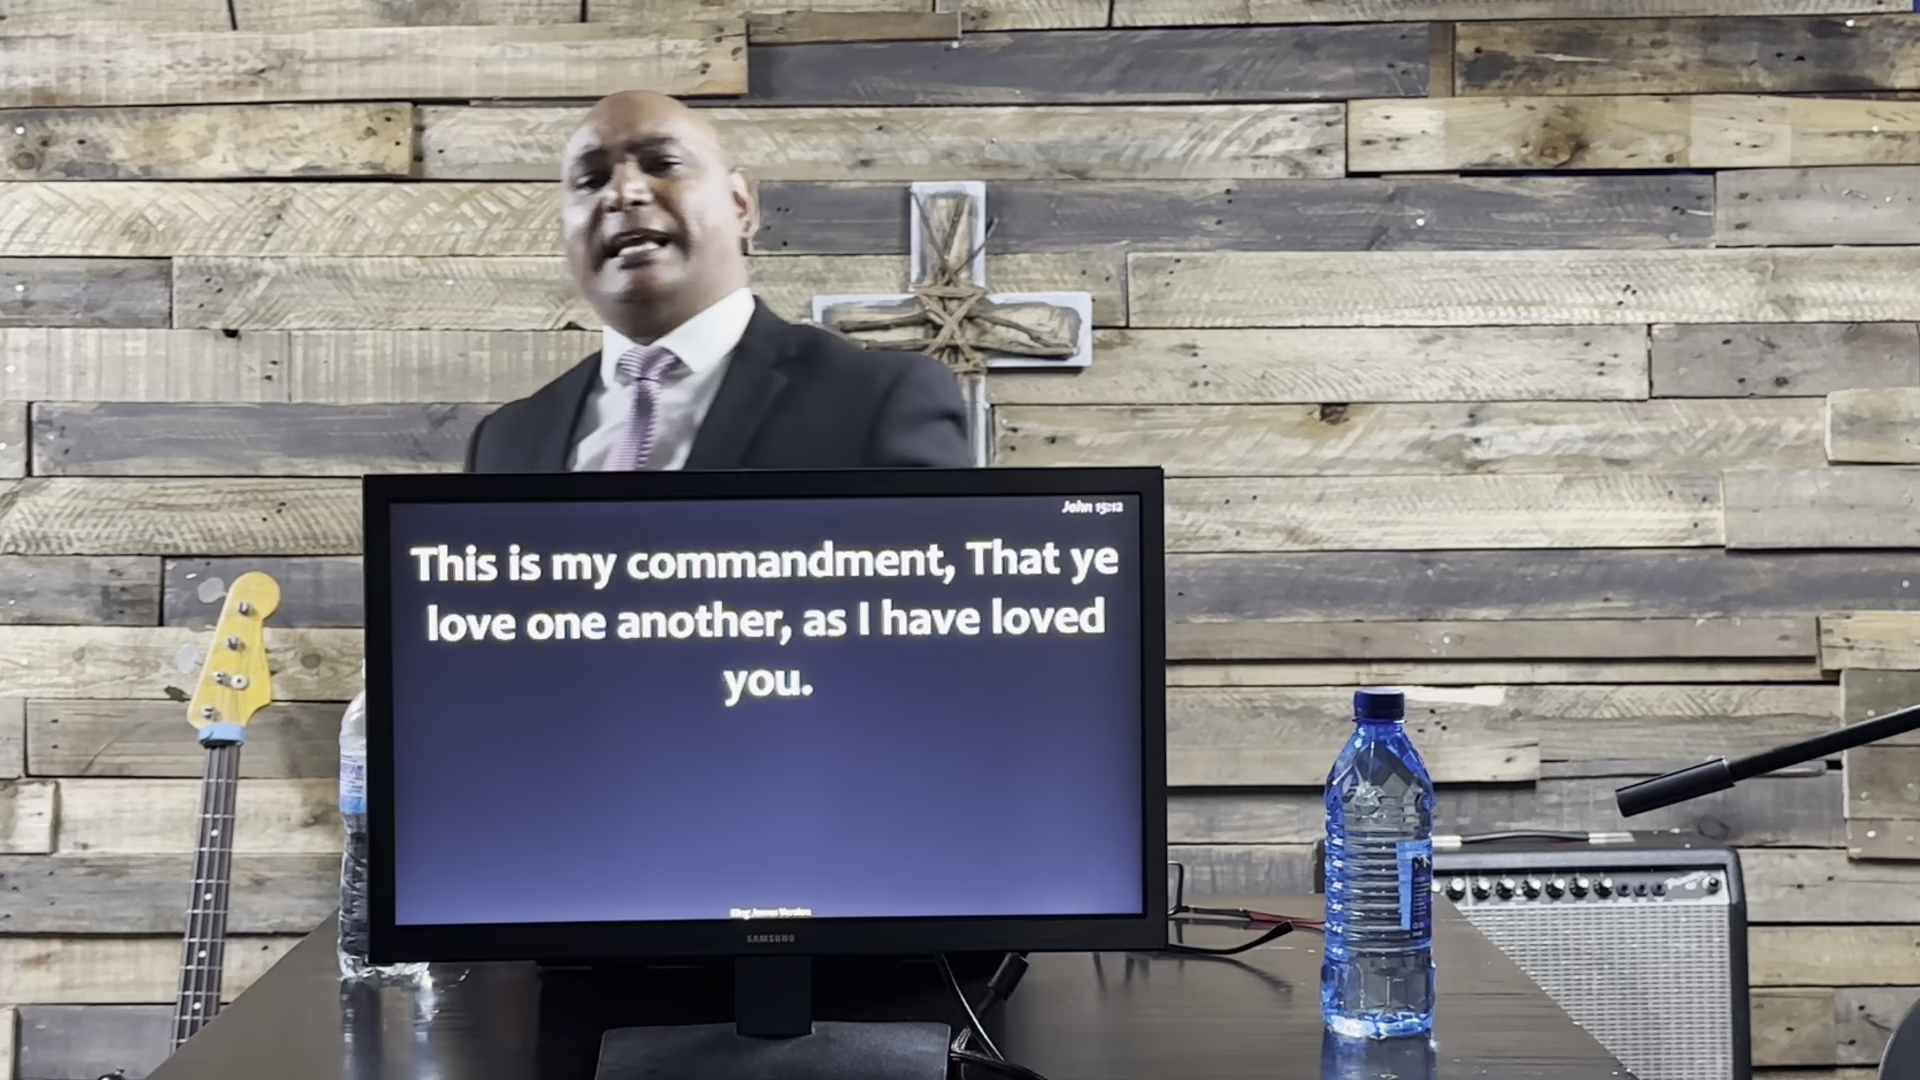 John 15:12
This is my commandment, That ye
love one another, as I have loved
you.
King James Version
SAMSUNG